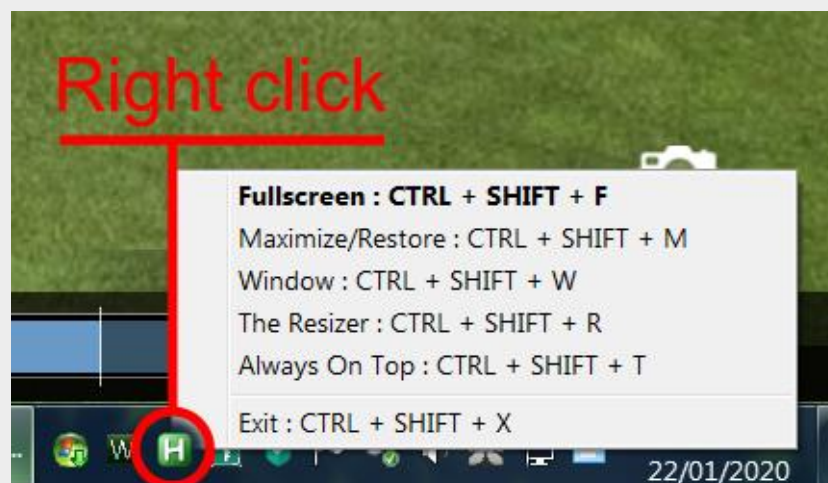 Right click
Fullscreen : CTRL + SHIFT + F
Maximize/Restore : CTRL + SHIFT + M
Window : CTRL + SHIFT + W
The Resizer : CTRL + SHIFT + R
Always On Top : CTRL + SHIFT + T
Exit : CTRL + SHIFT + X
W H F
22/01/2020